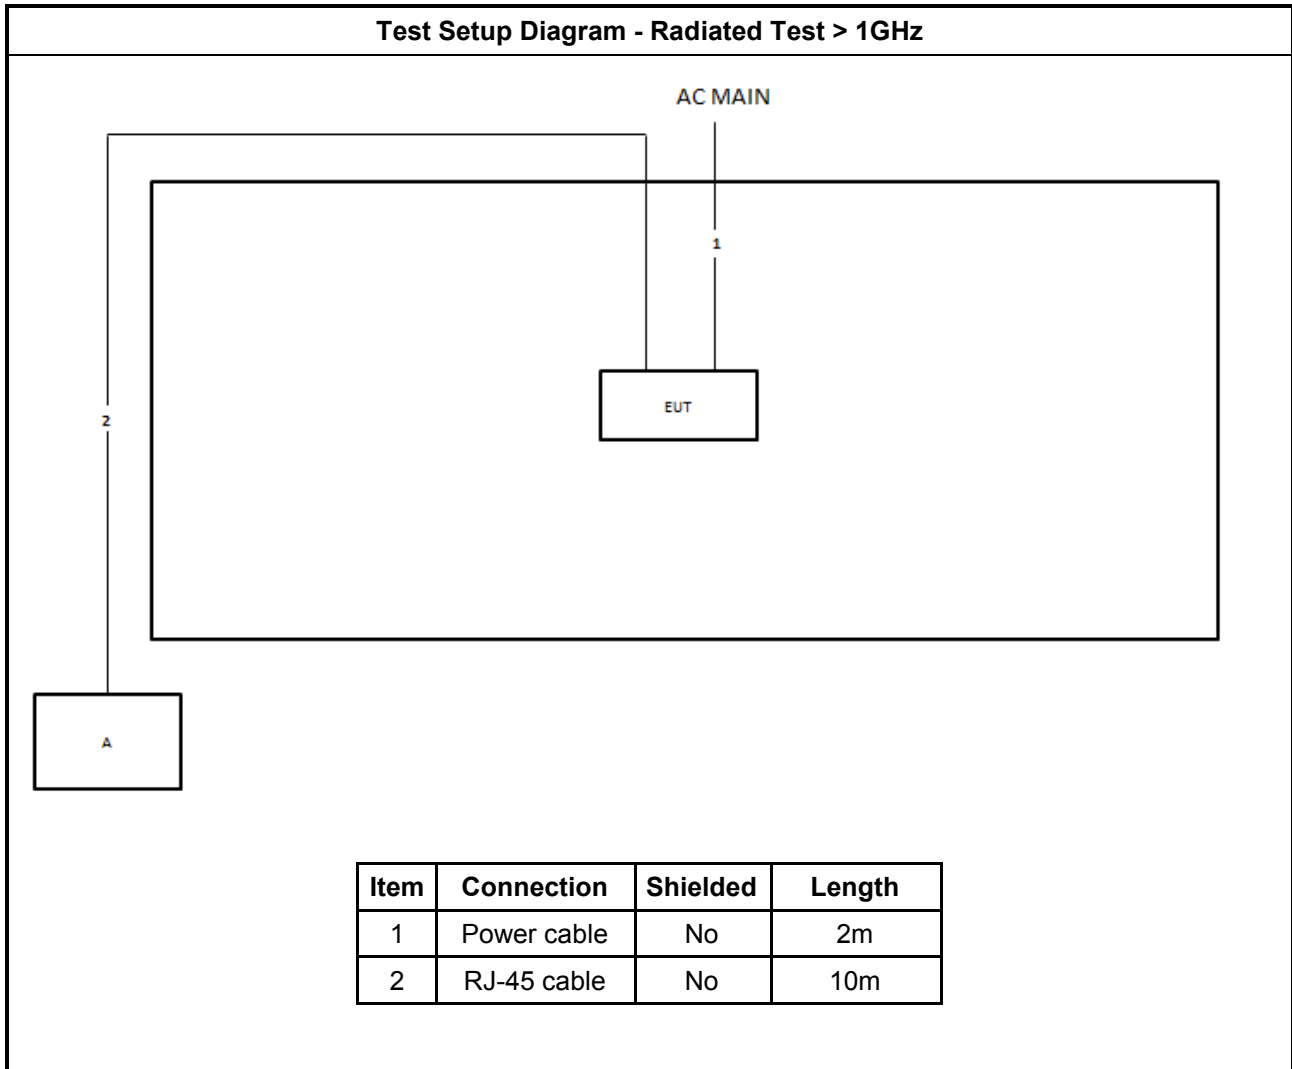 Test Setup Diagram - Radiated Test > 1GHz
AC MAIN
1
EUT
2
A
Item Connection Shielded Length
1 Power cable No 2m
2 RJ-45 cable No 10m